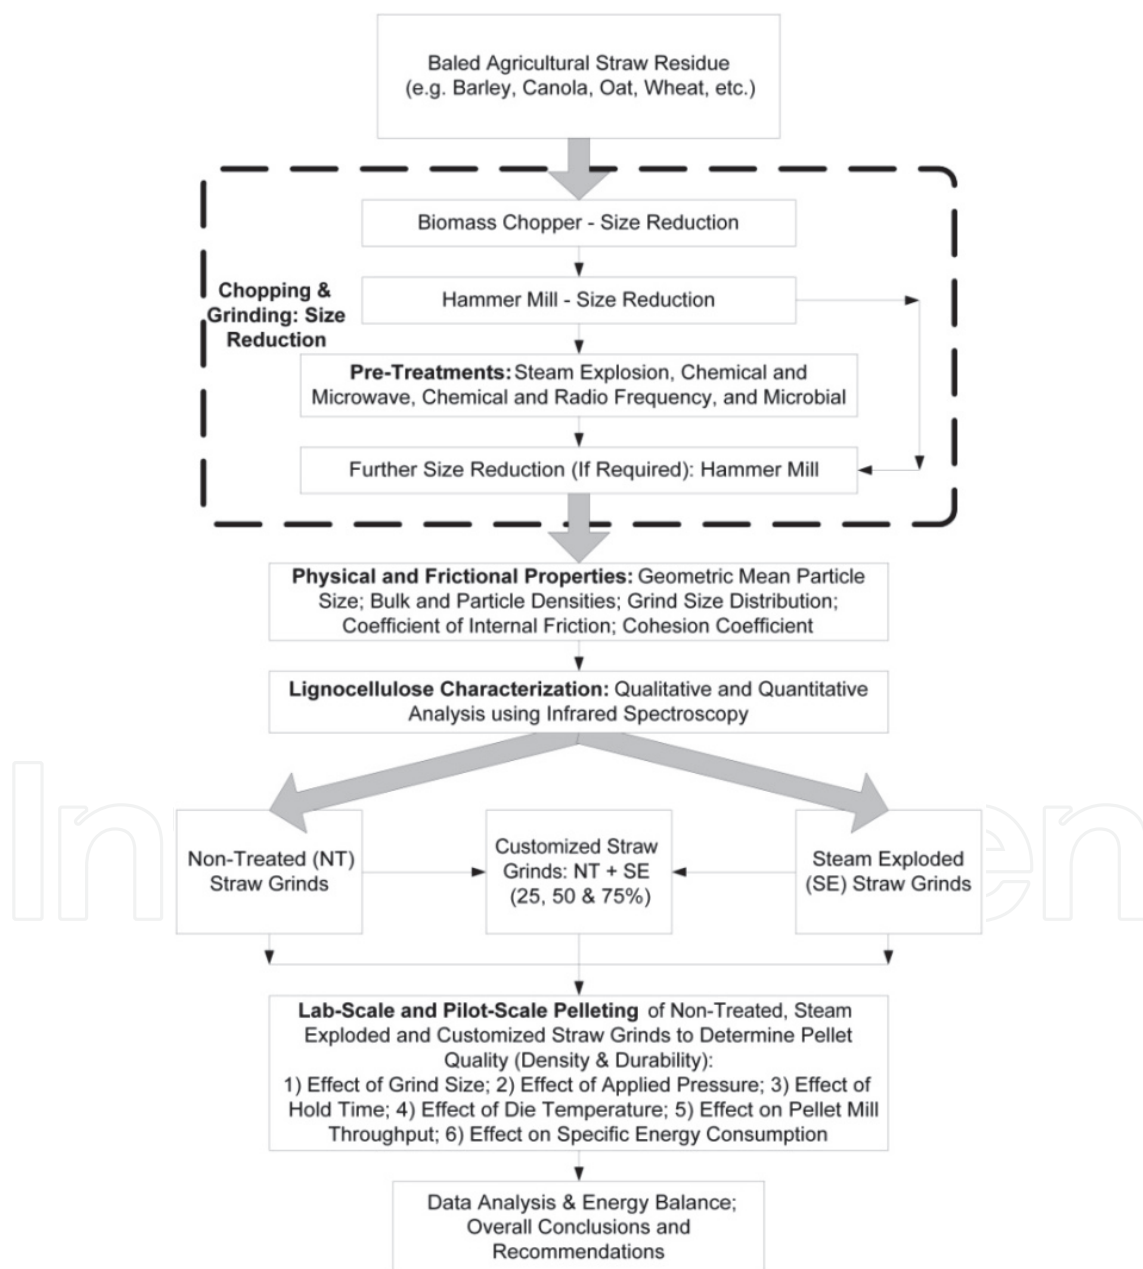 Baled Agricultural Straw Residue
(e.g. Barley, Canola, Oat, Wheat, etc.)
Biomass Chopper - Size Reduction
Hammer Mill - Size Reduction
Chopping &
Grinding: Size
Reduction
Pre-Treatments: Steam Explosion, Chemical and
Microwave, Chemical and Radio Frequency, and Microbial
Further Size Reduction (If Required): Hammer Mill
Physical and Frictional Properties: Geometric Mean Particle
Size; Bulk and Particle Densities; Grind Size Distribution;
Coefficient of Internal Friction; Cohesion Coefficient
Lignocellulose Characterization: Qualitative and Quantitative
Analysis using Infrared Spectroscopy
Non-Treated (NT)
Straw Grinds
Customized Straw
Grinds: NT + SE
(25, 50 & 75%)
Steam Exploded
(SE) Straw Grinds
Lab-Scale and Pilot-Scale Pelleting of Non-Treated, Steam
Exploded and Customized Straw Grinds to Determine Pellet
Quality (Density & Durability):
1) Effect of Grind Size; 2) Effect of Applied Pressure; 3) Effect of
Hold Time; 4) Effect of Die Temperature; 5) Effect on Pellet Mill
Throughput; 6) Effect on Specific Energy Consumption
Data Analysis & Energy Balance;
Overall Conclusions and
Recommendations